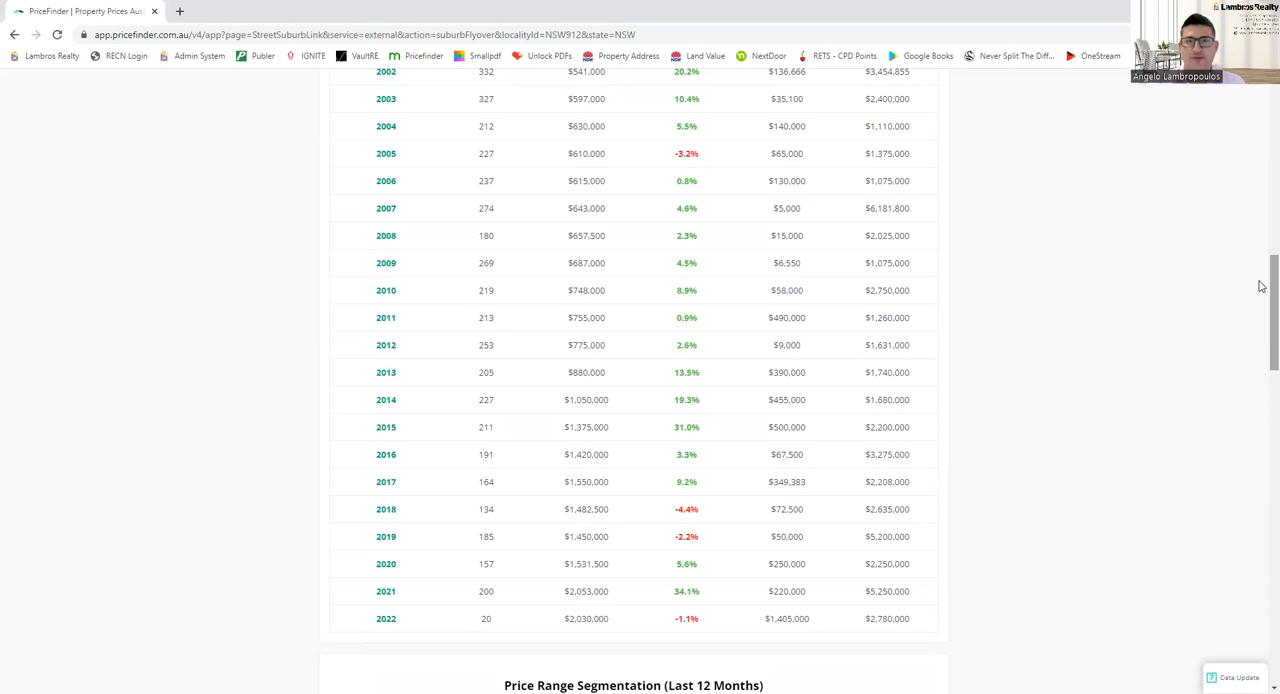 PriceFinder | Property Prices Aus
app.pricefinder.com.au/v4/app?page=StreetSuburbLink&service=external&action=suburbFlyover&localityId=NSW912&state=NSW
Lambros Realty RECN Login Admin System Publer IGNITE VaultRE Pricefinder Smallpdf Unlock PDFs Property Address Land Value NextDoor RETS - CPD Points Google Books Never Split The Diff... OneStream
Lambros Realty
Angelo Lambropoulos
2002 332 $541,000 20.2% $136,666 $3,454,855
2003 327 $597,000 10.4% $35,100 $2,400,000
2004 212 $630,000 5.5% $140,000 $1,110,000
2005 227 $610,000 -3.2% $65,000 $1,375,000
2006 237 $615,000 0.8% $130,000 $1,075,000
2007 274 $643,000 4.6% $5,000 $6,181,800
2008 180 $657,500 2.3% $15,000 $2,025,000
2009 269 $687,000 4.5% $6,550 $1,075,000
2010 219 $748,000 8.9% $58,000 $2,750,000
2011 213 $755,000 0.9% $490,000 $1,260,000
2012 253 $775,000 2.6% $9,000 $1,631,000
2013 205 $880,000 13.5% $390,000 $1,740,000
2014 227 $1,050,000 19.3% $455,000 $1,680,000
2015 211 $1,375,000 31.0% $500,000 $2,200,000
2016 191 $1,420,000 3.3% $67,500 $3,275,000
2017 164 $1,550,000 9.2% $349,383 $2,208,000
2018 134 $1,482,500 -4.4% $72,500 $2,635,000
2019 185 $1,450,000 -2.2% $50,000 $5,200,000
2020 157 $1,531,500 5.6% $250,000 $2,250,000
2021 200 $2,053,000 34.1% $220,000 $5,250,000
2022 20 $2,030,000 -1.1% $1,405,000 $2,780,000
Price Range Segmentation (Last 12 Months)
Data Update